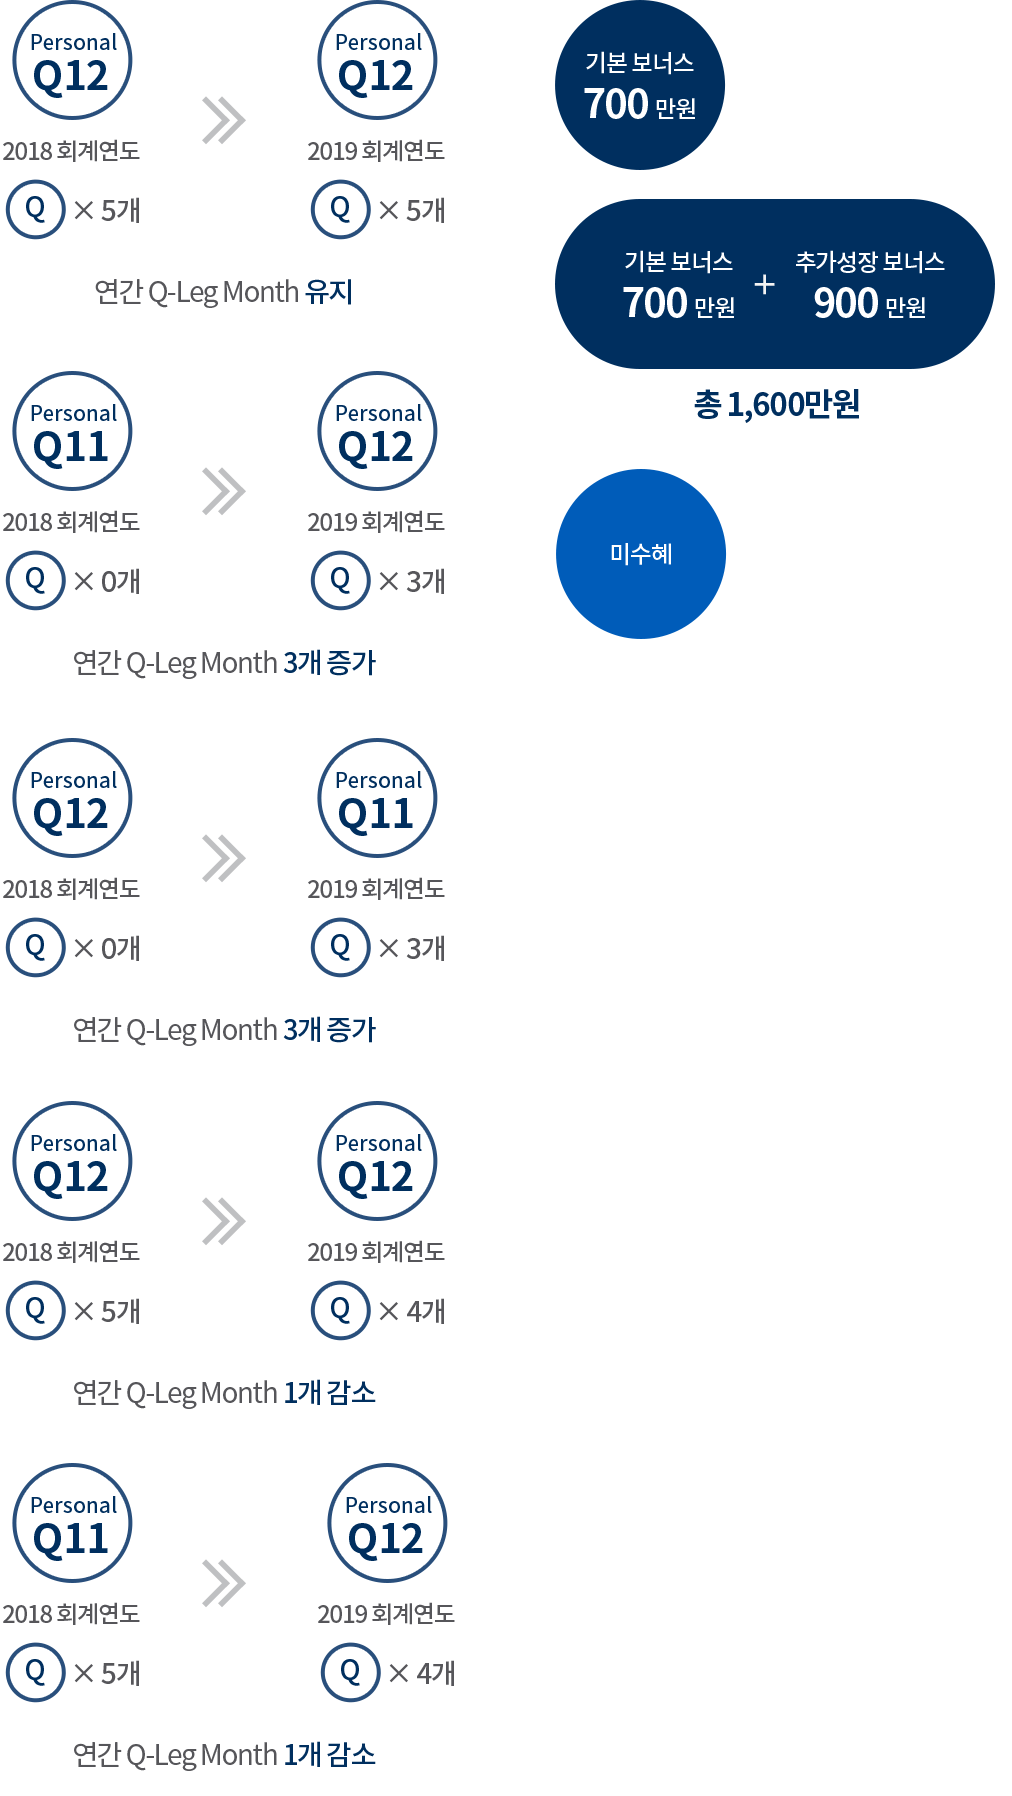 Personal
Q12
2018 회계연도
Q × 5개
Personal
Q12
2019 회계연도
Q × 5개
연간 Q-Leg Month 유지
Personal
Q11
2018 회계연도
Q × 0개
Personal
Q12
2019 회계연도
Q × 3개
연간 Q-Leg Month 3개 증가
Personal
Q12
2018 회계연도
Q × 0개
Personal
Q11
2019 회계연도
Q × 3개
연간 Q-Leg Month 3개 증가
Personal
Q12
2018 회계연도
Q × 5개
Personal
Q12
2019 회계연도
Q × 4개
연간 Q-Leg Month 1개 감소
Personal
Q11
2018 회계연도
Q × 5개
Personal
Q12
2019 회계연도
Q × 4개
연간 Q-Leg Month 1개 감소
기본 보너스
700 만원
기본 보너스
700 만원
+
추가성장 보너스
900 만원
총 1,600만원
미수혜